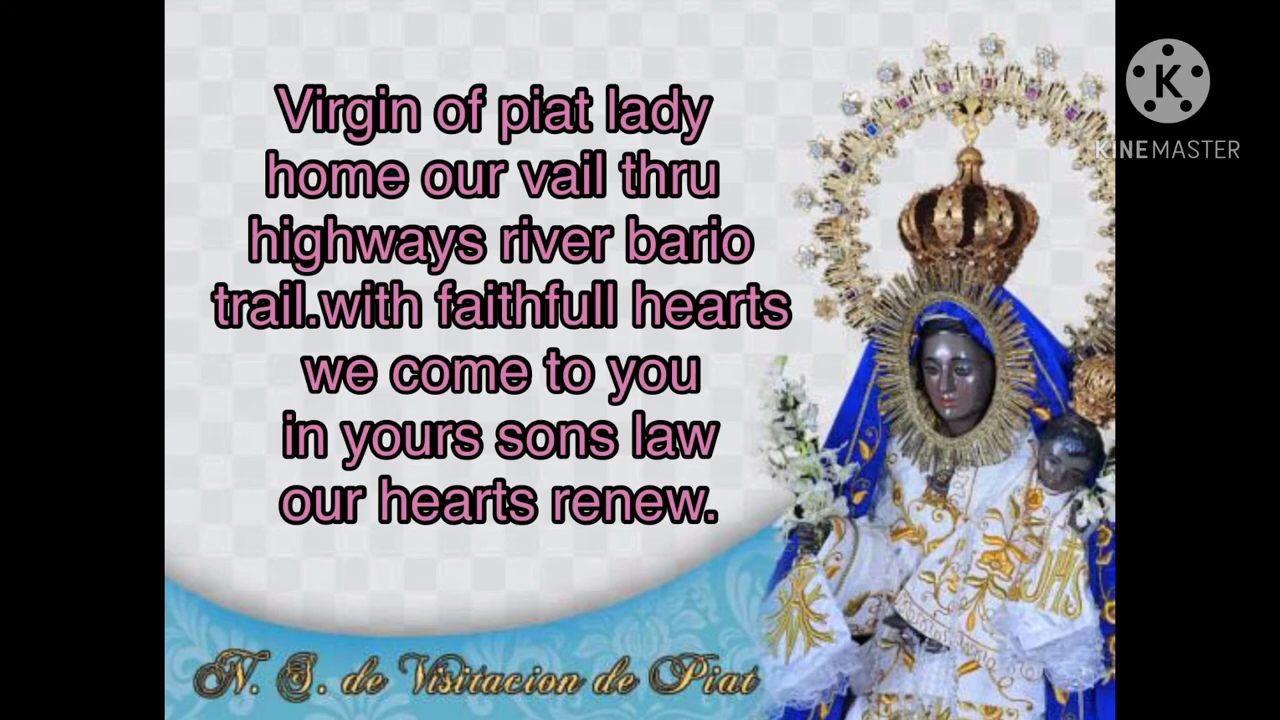 Virgin of piat lady
home our vail thru
highways river bario
trail.with faithfull hearts
we come to you
in yours sons law
our hearts renew.
N. S. de Visitacion de Piat
K
KINEMASTER
JHS